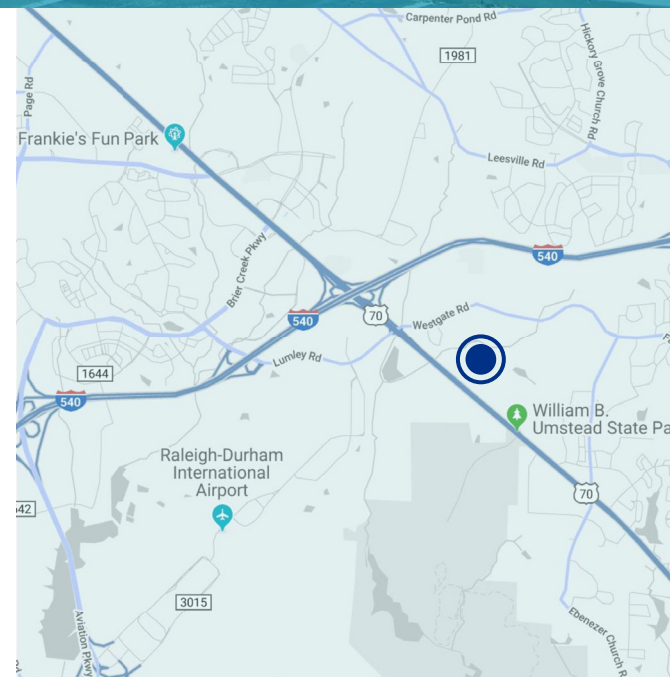 Carpenter Pond Rd
1981
Hickory Grove Church Rd
Page Rd
Frankie's Fun Park
Leesville Rd
Brier Creek Pkwy
540
540
70
Westgate Rd
Lumley Rd
1644
540
William B.
Umstead State Pa
Raleigh-Durham
International
Airport
70
42
3015
Aviation Pkwy
Ebenezer Church R